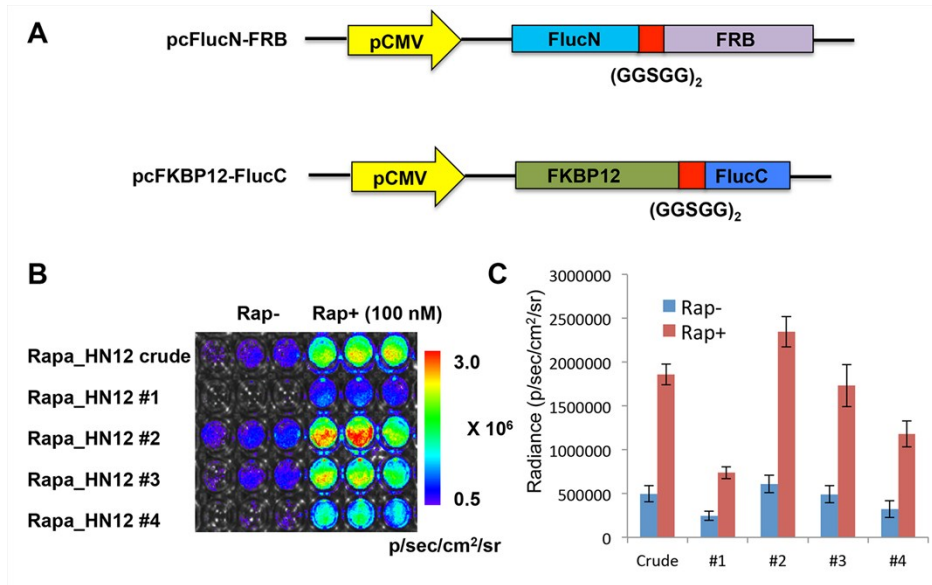 A
pcFlucN-FRB
pCMV
FlucN
FRB
(GGSGG)2
pcFKBP12-FlucC
pCMV
FKBP12
FlucC
(GGSGG)2
B
Rap- Rap+ (100 nM)
Rapa_HN12 crude
Rapa_HN12 #1
Rapa_HN12 #2
Rapa_HN12 #3
Rapa_HN12 #4
3.0
X 10⁶
0.5
p/sec/cm²/sr
C
Radiance (p/sec/cm²/sr)
3000000
2500000
2000000
1500000
1000000
500000
0
Rap-
Rap+
Crude #1 #2 #3 #4